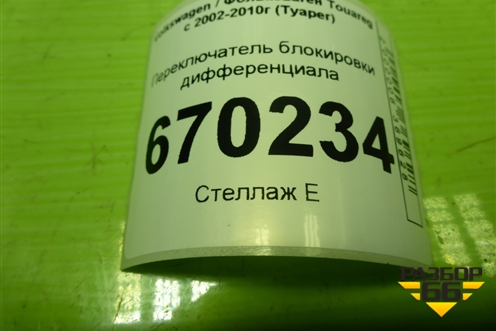 Volkswagen / Фольксваген Touareg
с 2002-2010г (Туарег)
Переключатель блокировки
дифференциала
670234
Стеллаж Е
РАЗБОР
66